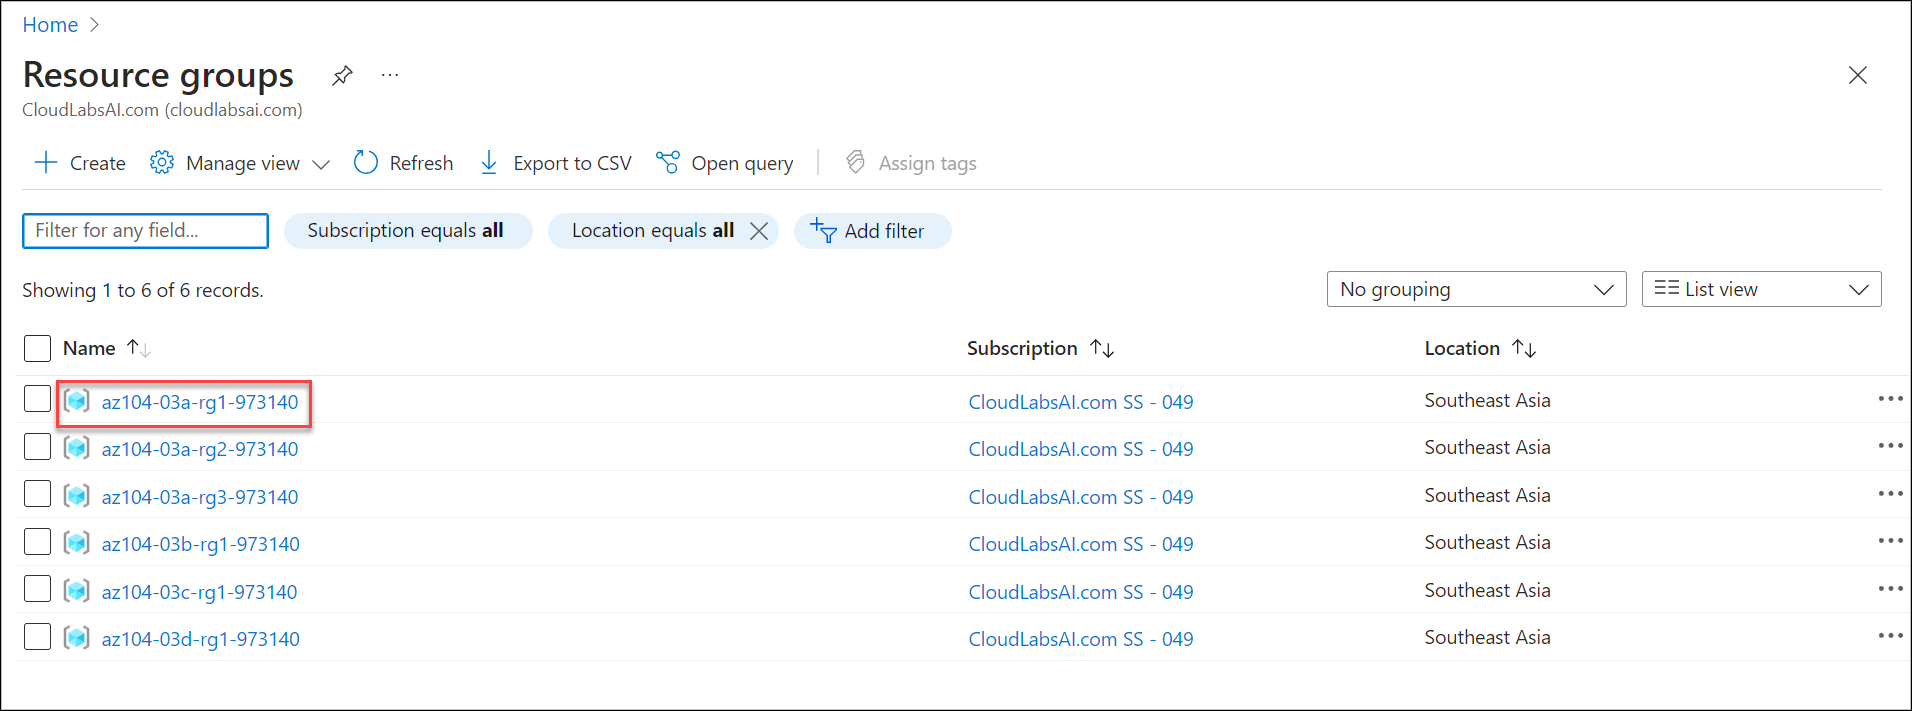 Home
Resource groups
CloudLabsAI.com (cloudlabsai.com)
Create Manage view Refresh Export to CSV Open query Assign tags
Filter for any field... Subscription equals all Location equals all Add filter
Showing 1 to 6 of 6 records. No grouping List view
Name Subscription Location
az104-03a-rg1-973140 CloudLabsAI.com SS - 049 Southeast Asia
az104-03a-rg2-973140 CloudLabsAI.com SS - 049 Southeast Asia
az104-03a-rg3-973140 CloudLabsAI.com SS - 049 Southeast Asia
az104-03b-rg1-973140 CloudLabsAI.com SS - 049 Southeast Asia
az104-03c-rg1-973140 CloudLabsAI.com SS - 049 Southeast Asia
az104-03d-rg1-973140 CloudLabsAI.com SS - 049 Southeast Asia